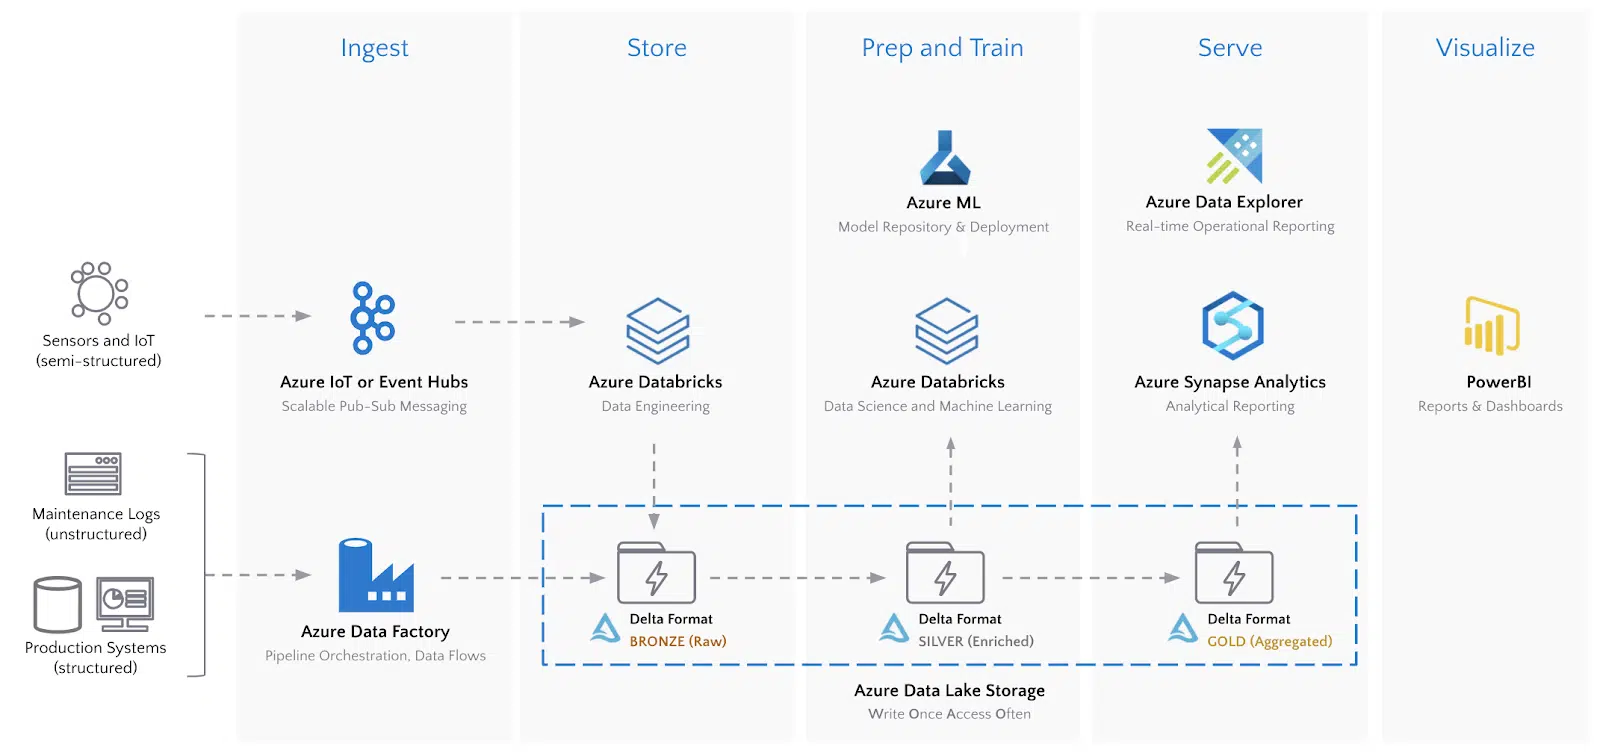 Ingest
Store
Prep and Train
Serve
Visualize
Azure ML
Model Repository & Deployment
Azure Data Explorer
Real-time Operational Reporting
Sensors and IoT
(semi-structured)
Azure IoT or Event Hubs
Scalable Pub-Sub Messaging
Azure Databricks
Data Engineering
Azure Databricks
Data Science and Machine Learning
Azure Synapse Analytics
Analytical Reporting
PowerBI
Reports & Dashboards
Maintenance Logs
(unstructured)
Production Systems
(structured)
Azure Data Factory
Pipeline Orchestration, Data Flows
Delta Format
BRONZE (Raw)
Delta Format
SILVER (Enriched)
Delta Format
GOLD (Aggregated)
Azure Data Lake Storage
Write Once Access Often